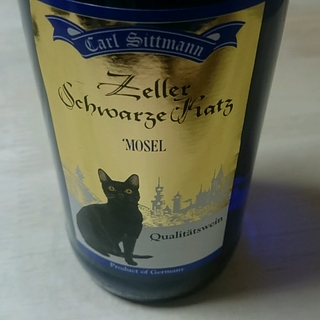 Carl Sittmann
Zeller
Schwarze Katz
MOSEL
Qualitätswein
Product of Germany